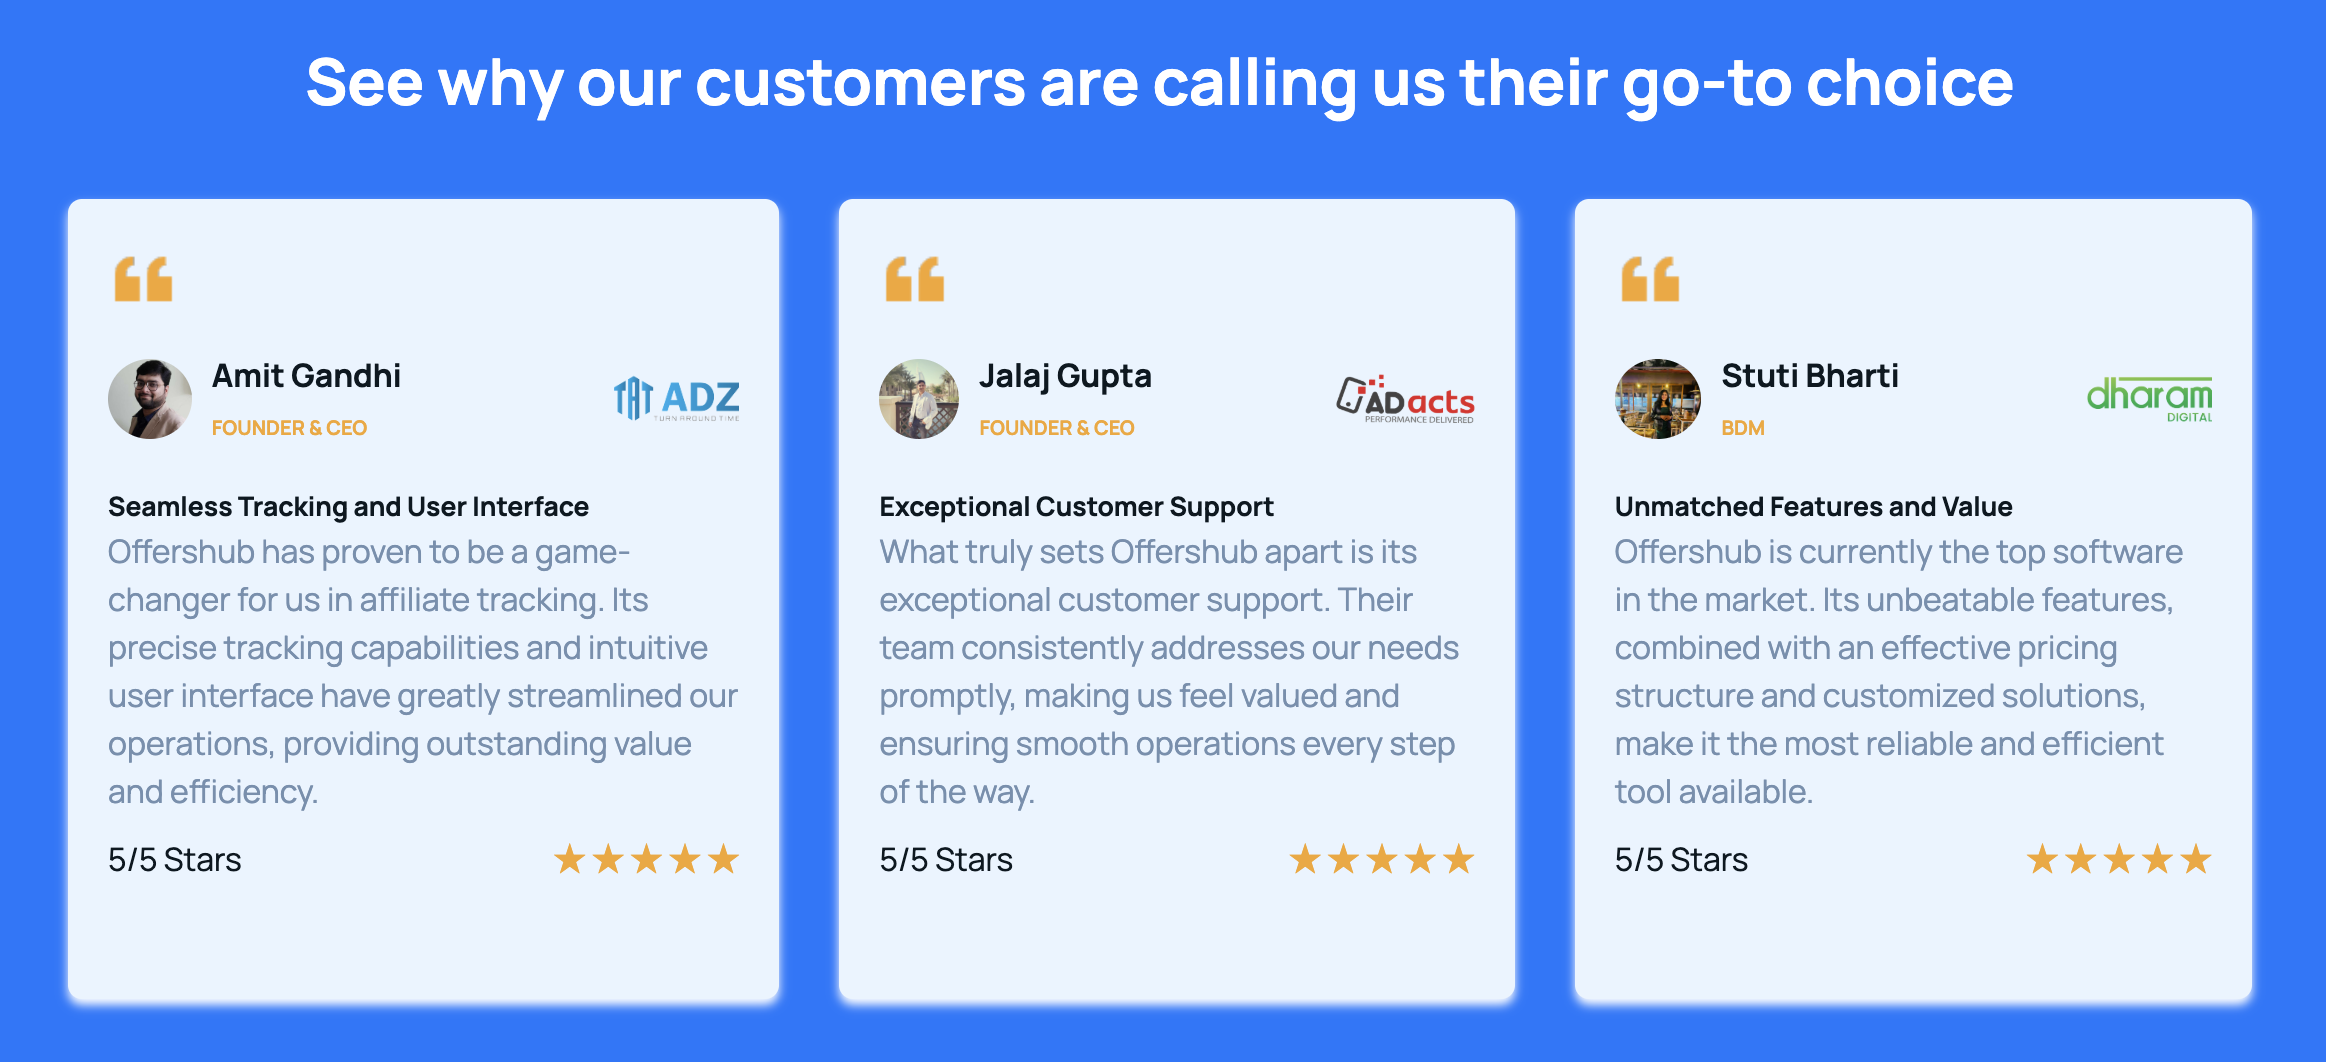 See why our customers are calling us their go-to choice
Amit Gandhi
FOUNDER & CEO
TAT ADZ
TURN AROUND TIME
Seamless Tracking and User Interface
Offershub has proven to be a game-
changer for us in affiliate tracking. Its
precise tracking capabilities and intuitive
user interface have greatly streamlined our
operations, providing outstanding value
and efficiency.
5/5 Stars
Jalaj Gupta
FOUNDER & CEO
ADacts
PERFORMANCE DELIVERED
Exceptional Customer Support
What truly sets Offershub apart is its
exceptional customer support. Their
team consistently addresses our needs
promptly, making us feel valued and
ensuring smooth operations every step
of the way.
5/5 Stars
Stuti Bharti
BDM
dharam
DIGITAL
Unmatched Features and Value
Offershub is currently the top software
in the market. Its unbeatable features,
combined with an effective pricing
structure and customized solutions,
make it the most reliable and efficient
tool available.
5/5 Stars